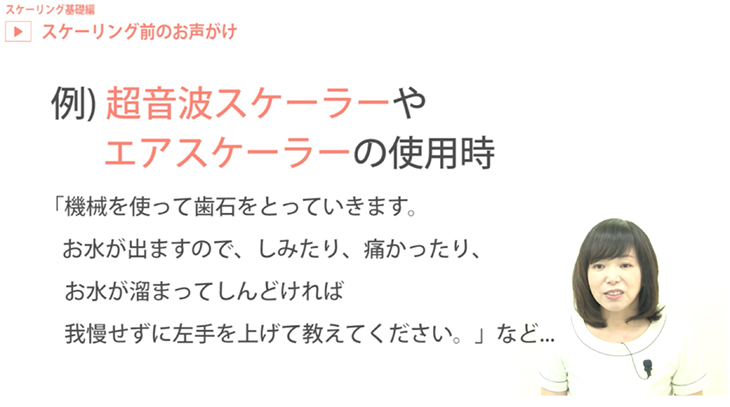 スケーリング基礎編
スケーリング前のお声がけ
例) 超音波スケーラーや
エアスケーラーの使用時
「機械を使って歯石をとっていきます。
お水が出ますので、しみたり、痛かったり、
お水が溜まってしんどければ
我慢せずに左手を上げて教えてください。」など...